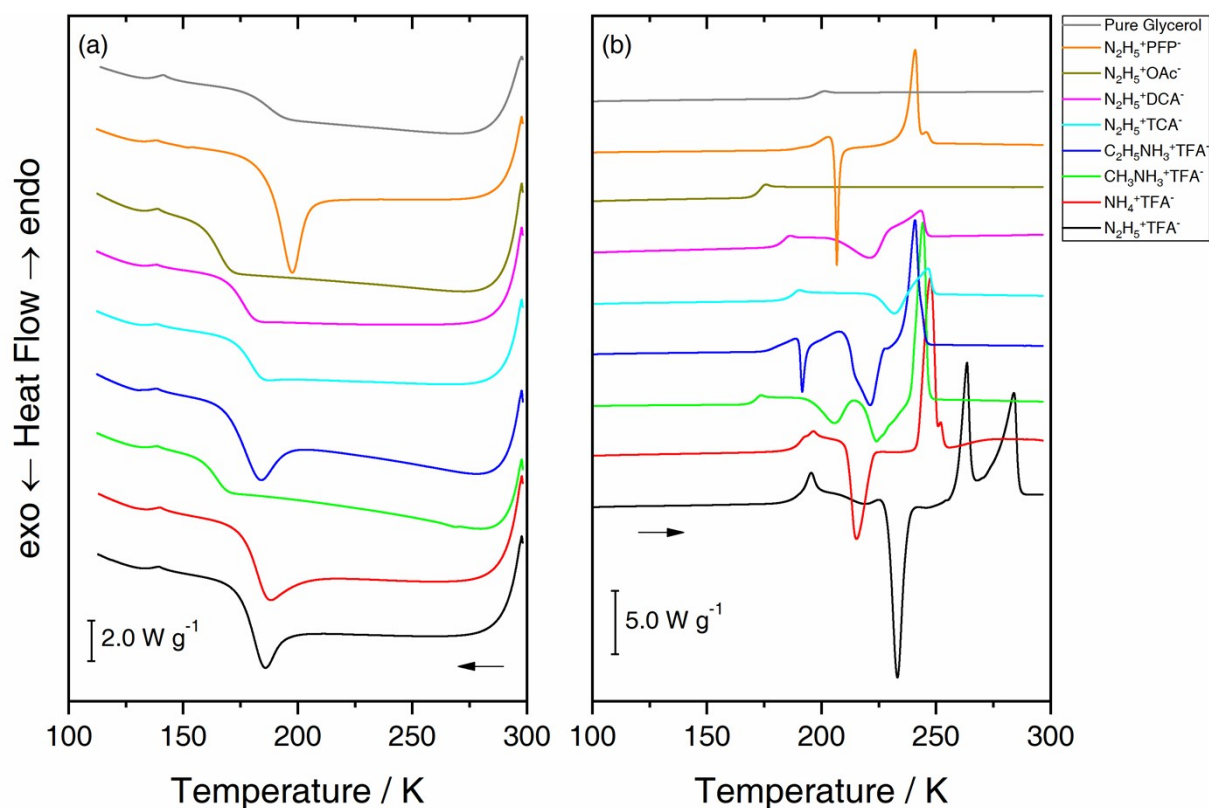 (a)
(b)
Pure Glycerol
N₂H₅⁺PFP⁻
N₂H₅⁺OAc⁻
N₂H₅⁺DCA⁻
N₂H₅⁺TCA⁻
C₂H₅NH₃⁺TFA⁻
CH₃NH₃⁺TFA⁻
NH₄⁺TFA⁻
N₂H₅⁺TFA⁻
exo ← Heat Flow → endo
2.0 W g⁻¹
5.0 W g⁻¹
100 150 200 250 300
100 150 200 250 300
Temperature / K
Temperature / K